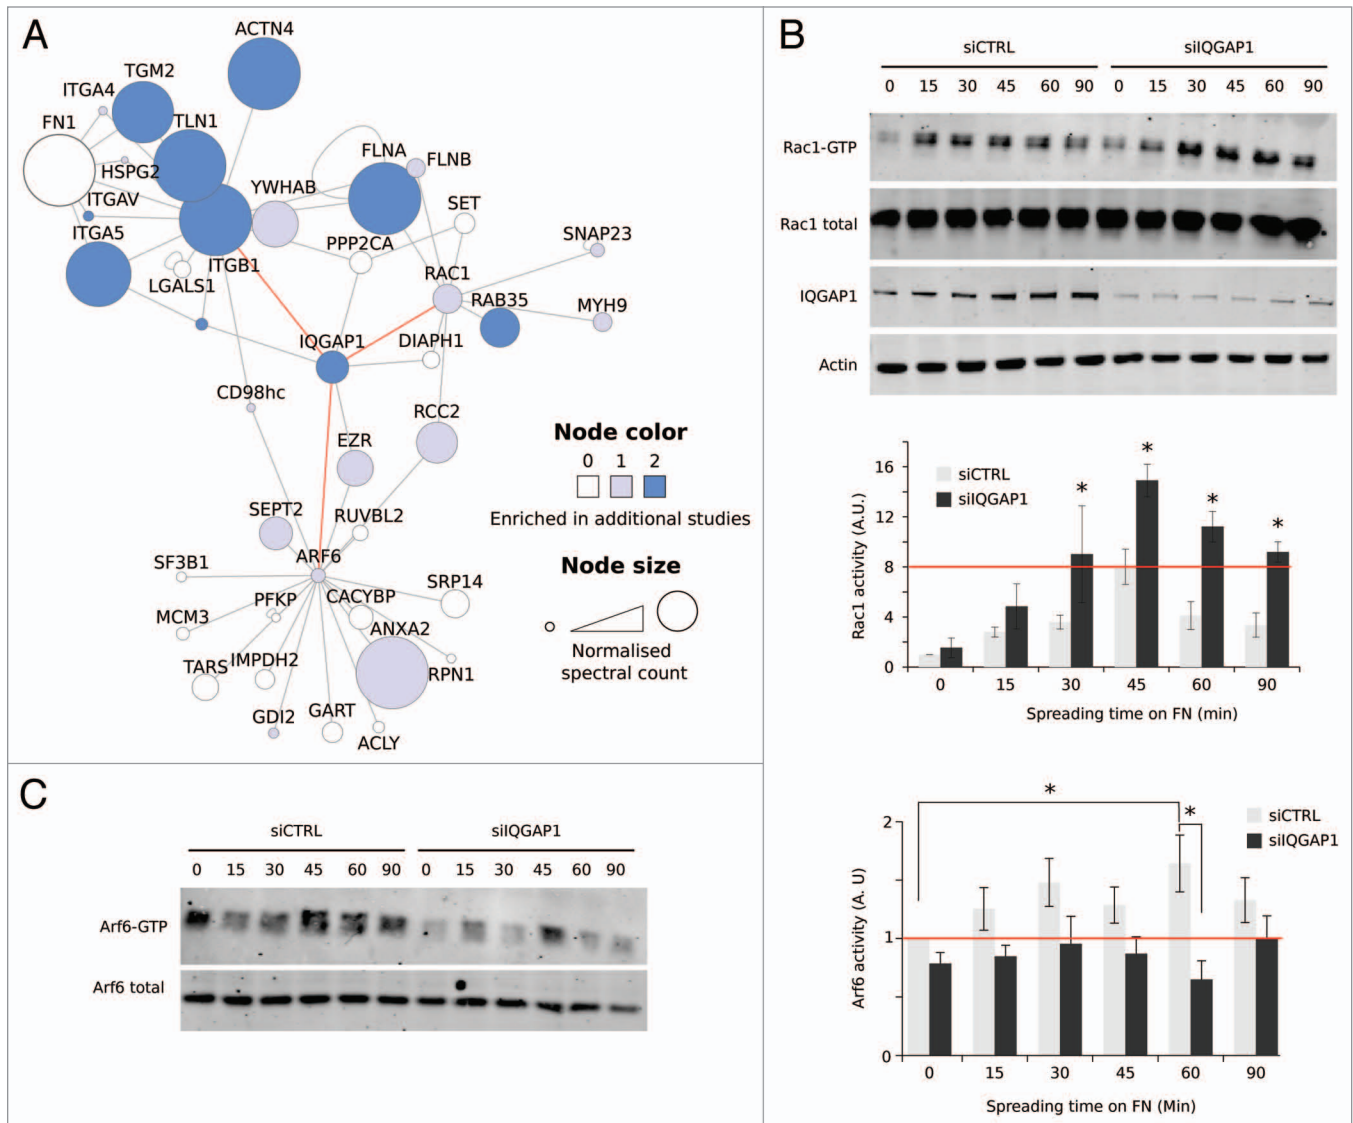 A
ACTN4
TGM2
ITGA4
FN1
TLN1
HSPG2
ITGAV
ITGA5
YWHAB
FLNA
FLNB
SET
PPP2CA
SNAP23
LGALS1
ITGB1
RAC1
RAB35
MYH9
IQGAP1
DIAPH1
CD98hc
RCC2
EZR
SEPT2
RUVBL2
ARF6
SF3B1
SRP14
PFKP
CACYBP
MCM3
ANXA2
TARS
IMPDH2
RPN1
GDI2
GART
ACLY
Node color
0 1 2
Enriched in additional studies
Node size
Normalised
spectral count
B
siCTRL siIQGAP1
0 15 30 45 60 90 0 15 30 45 60 90
Rac1-GTP
Rac1 total
IQGAP1
Actin
siCTRL
siIQGAP1
* * * *
16
12
8
4
0
Rac1 activity (A.U.)
0 15 30 45 60 90
Spreading time on FN (min)
C
siCTRL siIQGAP1
0 15 30 45 60 90 0 15 30 45 60 90
Arf6-GTP
Arf6 total
siCTRL
siIQGAP1
* *
2
1
0
Arf6 activity (A. U)
0 15 30 45 60 90
Spreading time on FN (Min)